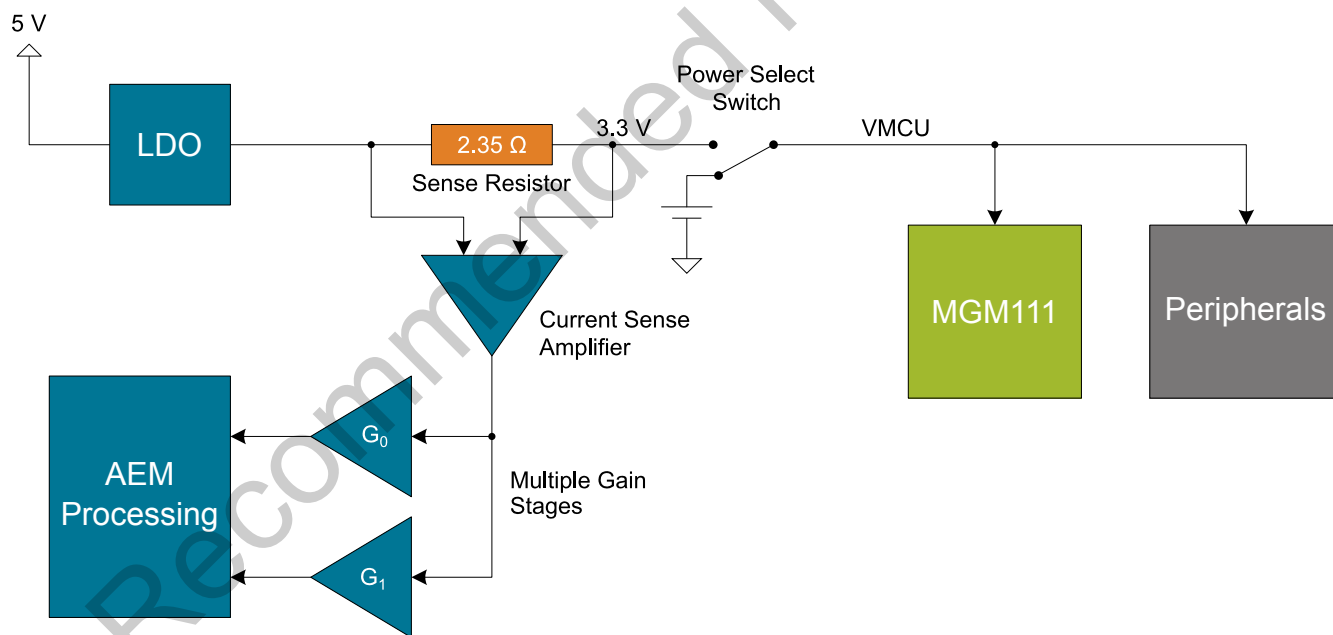 5 V
Power Select
Switch
LDO
2.35 Ω
3.3 V
VMCU
Sense Resistor
MGM111
Peripherals
Current Sense
Amplifier
G₀
AEM
Processing
Multiple Gain
Stages
G₁
Recommended